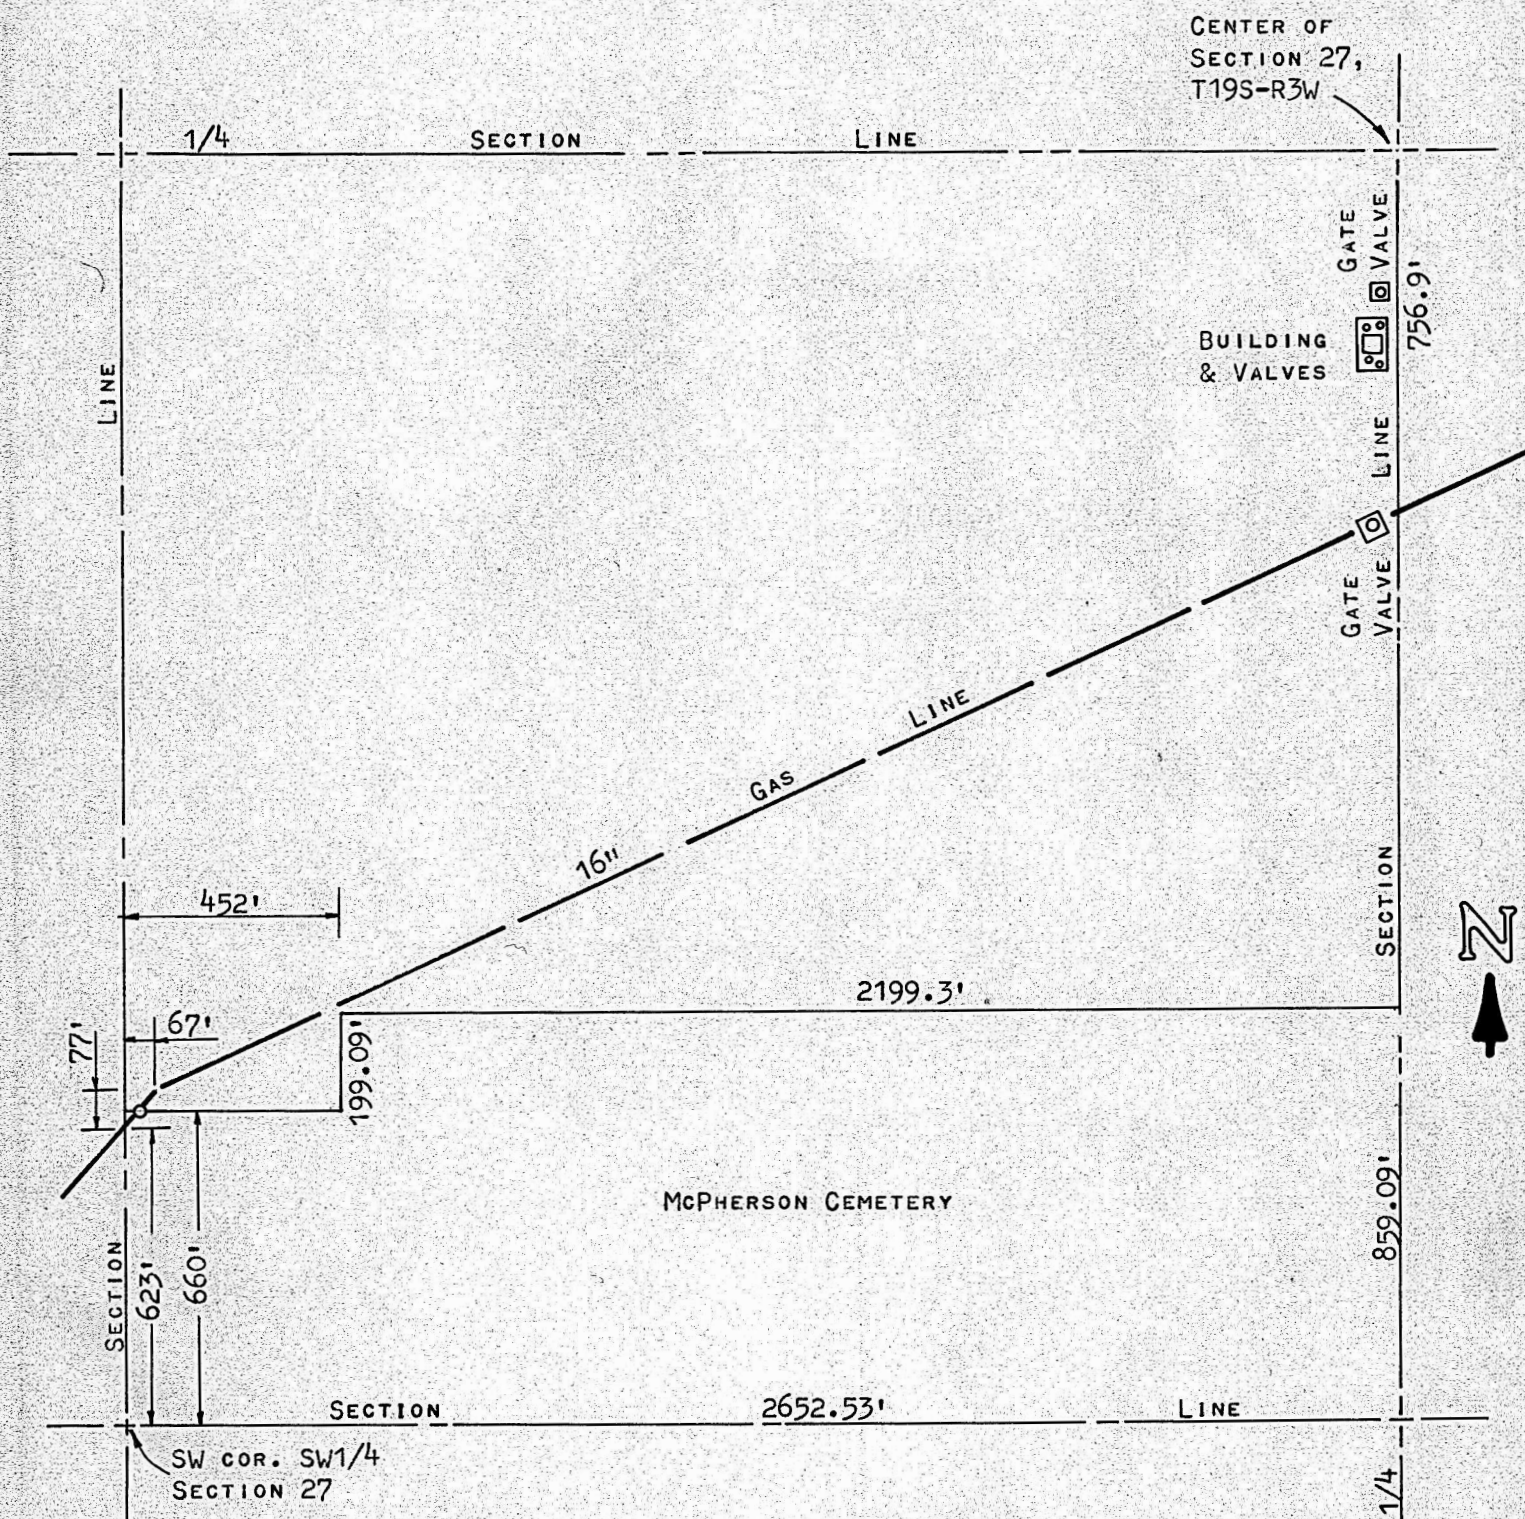 CENTER OF
SECTION 27,
T19S-R3W
1/4 SECTION LINE
GATE
VALVE
756.9'
BUILDING
& VALVES
LINE
LINE
GATE
VALVE
16" GAS LINE
SECTION
452'
N
2199.3'
67'
77'
199.09'
McPHERSON CEMETERY
859.09'
SECTION
623'
660'
SECTION 2652.53' LINE
SW COR. SW1/4
SECTION 27
1/4